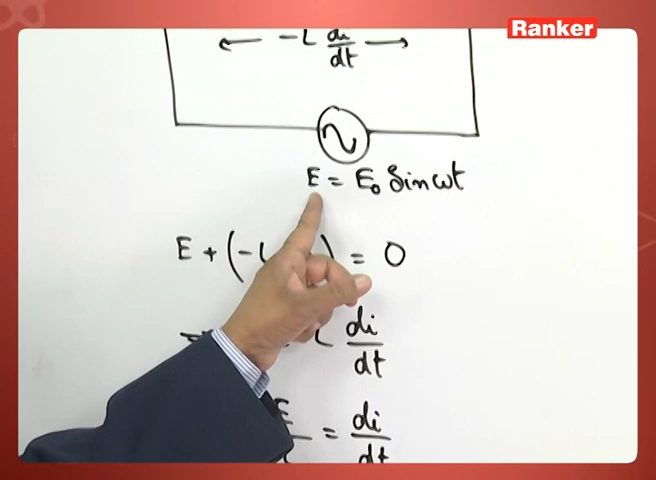 Ranker
- L di/dt
E = E₀ Sin ωt
E + (- L ) = 0
L di/dt
= di/dt